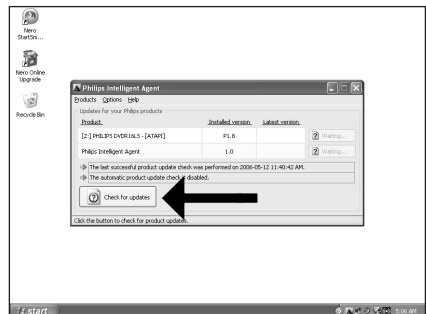 Nero
StartSm...
Nero Online
Upgrade
Recycle Bin
Philips Intelligent Agent
Products Options Help
Updates for your Philips products
Product Installed version Latest version
[Z:] PHILIPS DVDR16LS - [ATAPI] P1.8 Waiting...
Philips Intelligent Agent 1.0 Waiting...
The last successful product update check was performed on 2006-05-12 11:40:42 AM.
The automatic product update check is disabled.
Check for updates
Click the button to check for product updates.
start 5:06 AM